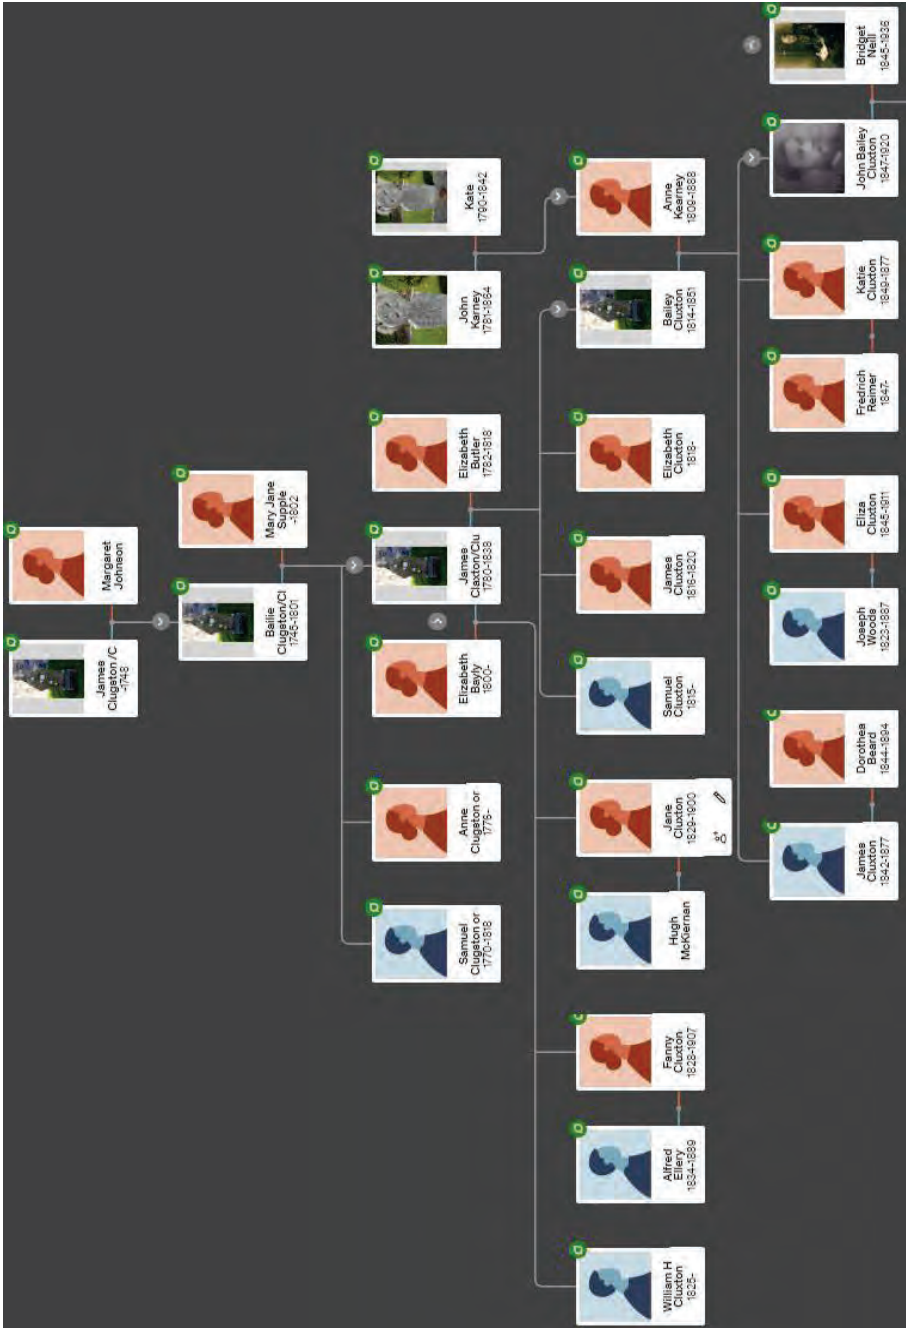 James
Clugston /C
-1748
Margaret
Johnson
Bailie
Clugston/Cl
1745-1801
Mary Jane
Supple
-1802
Samuel
Clugston or
1770-1818
Anne
Clugston or
1776-
Elizabeth
Bayly
1800-
James
Claxton/Clu
1780-1838
Elizabeth
Butler
1782-1818
John
Karney
1781-1864
Kate
1790-1842
William H
Cluxton
1825-
Alfred
Ellery
1834-1889
Fanny
Cluxton
1828-1907
Hugh
McKiernan
Jane
Cluxton
1829-1900
Samuel
Cluxton
1815-
James
Cluxton
1816-1820
Elizabeth
Cluxton
1818-
Bailey
Cluxton
1814-1851
Anne
Kearney
1809-1888
James
Cluxton
1842-1877
Dorothea
Beard
1844-1894
Joseph
Woods
1823-1887
Eliza
Cluxton
1845-1911
Fredrich
Reimer
1847-
Katie
Cluxton
1849-1877
John Bailey
Cluxton
1847-1920
Bridget
Neill
1845-1936